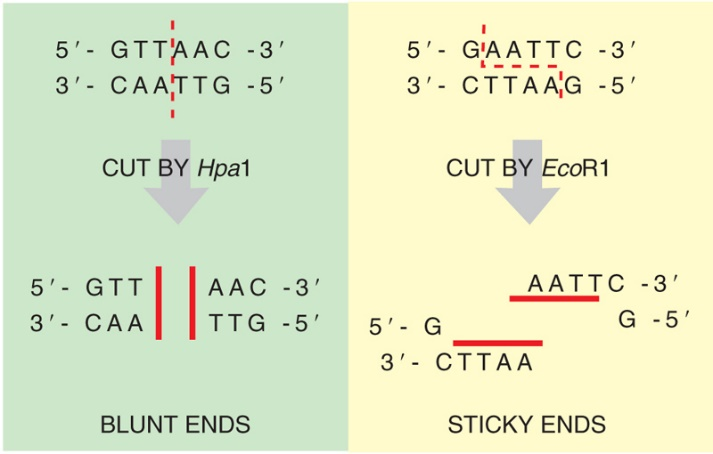 5′- GTTAAC -3′
3′- CAATTG -5′
CUT BY Hpa1
5′- GTT AAC -3′
3′- CAA TTG -5′
BLUNT ENDS
5′- GAATTC -3′
3′- CTTAAG -5′
CUT BY EcoR1
AATTC -3′
G -5′
5′- G
3′- CTTAA
STICKY ENDS